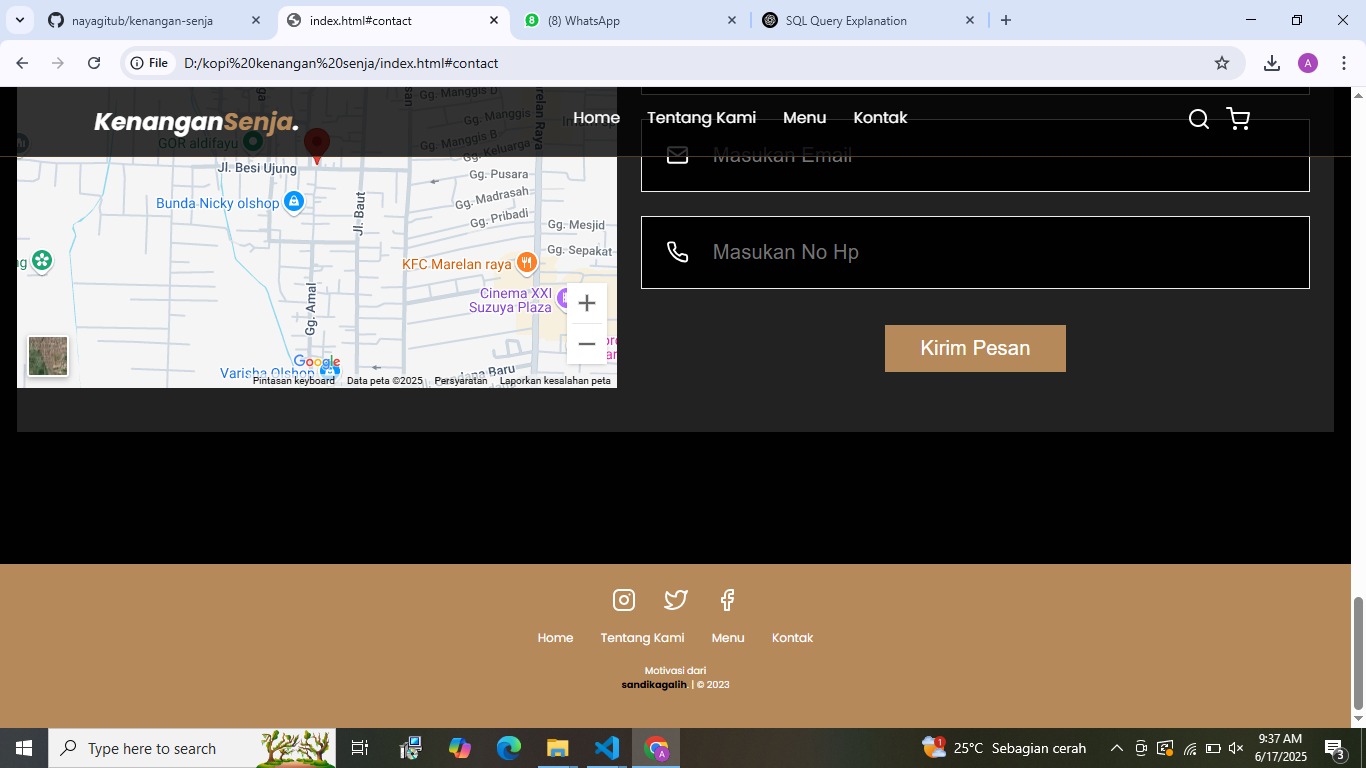 nayagitub/kenangan-senja
index.html#contact
(8) WhatsApp
SQL Query Explanation
File
D:/kopi%20kenangan%20senja/index.html#contact
A
KenanganSenja.
Home
Tentang Kami
Menu
Kontak
Gg. Manggis D
Gg. Manggis B
Gg. Keluarga
GOR aldifayu
Jl. Besi Ujung
Gg. Pusara
Bunda Nicky olshop
Gg. Madrasah
Jl. Baut
Gg. Pribadi
Gg. Mesjid
Gg. Sepakat
KFC Marelan raya
Cinema XXI
Suzuya Plaza
Gg. Amal
Google
Varisha Olshop
Pintasan keyboard
Data peta ©2025
Persyaratan
Laporkan kesalahan peta
Masukan Email
Masukan No Hp
Kirim Pesan
Home
Tentang Kami
Menu
Kontak
Motivasi dari
sandikagalih. | © 2023
Type here to search
25°C Sebagian cerah
9:37 AM
6/17/2025
3